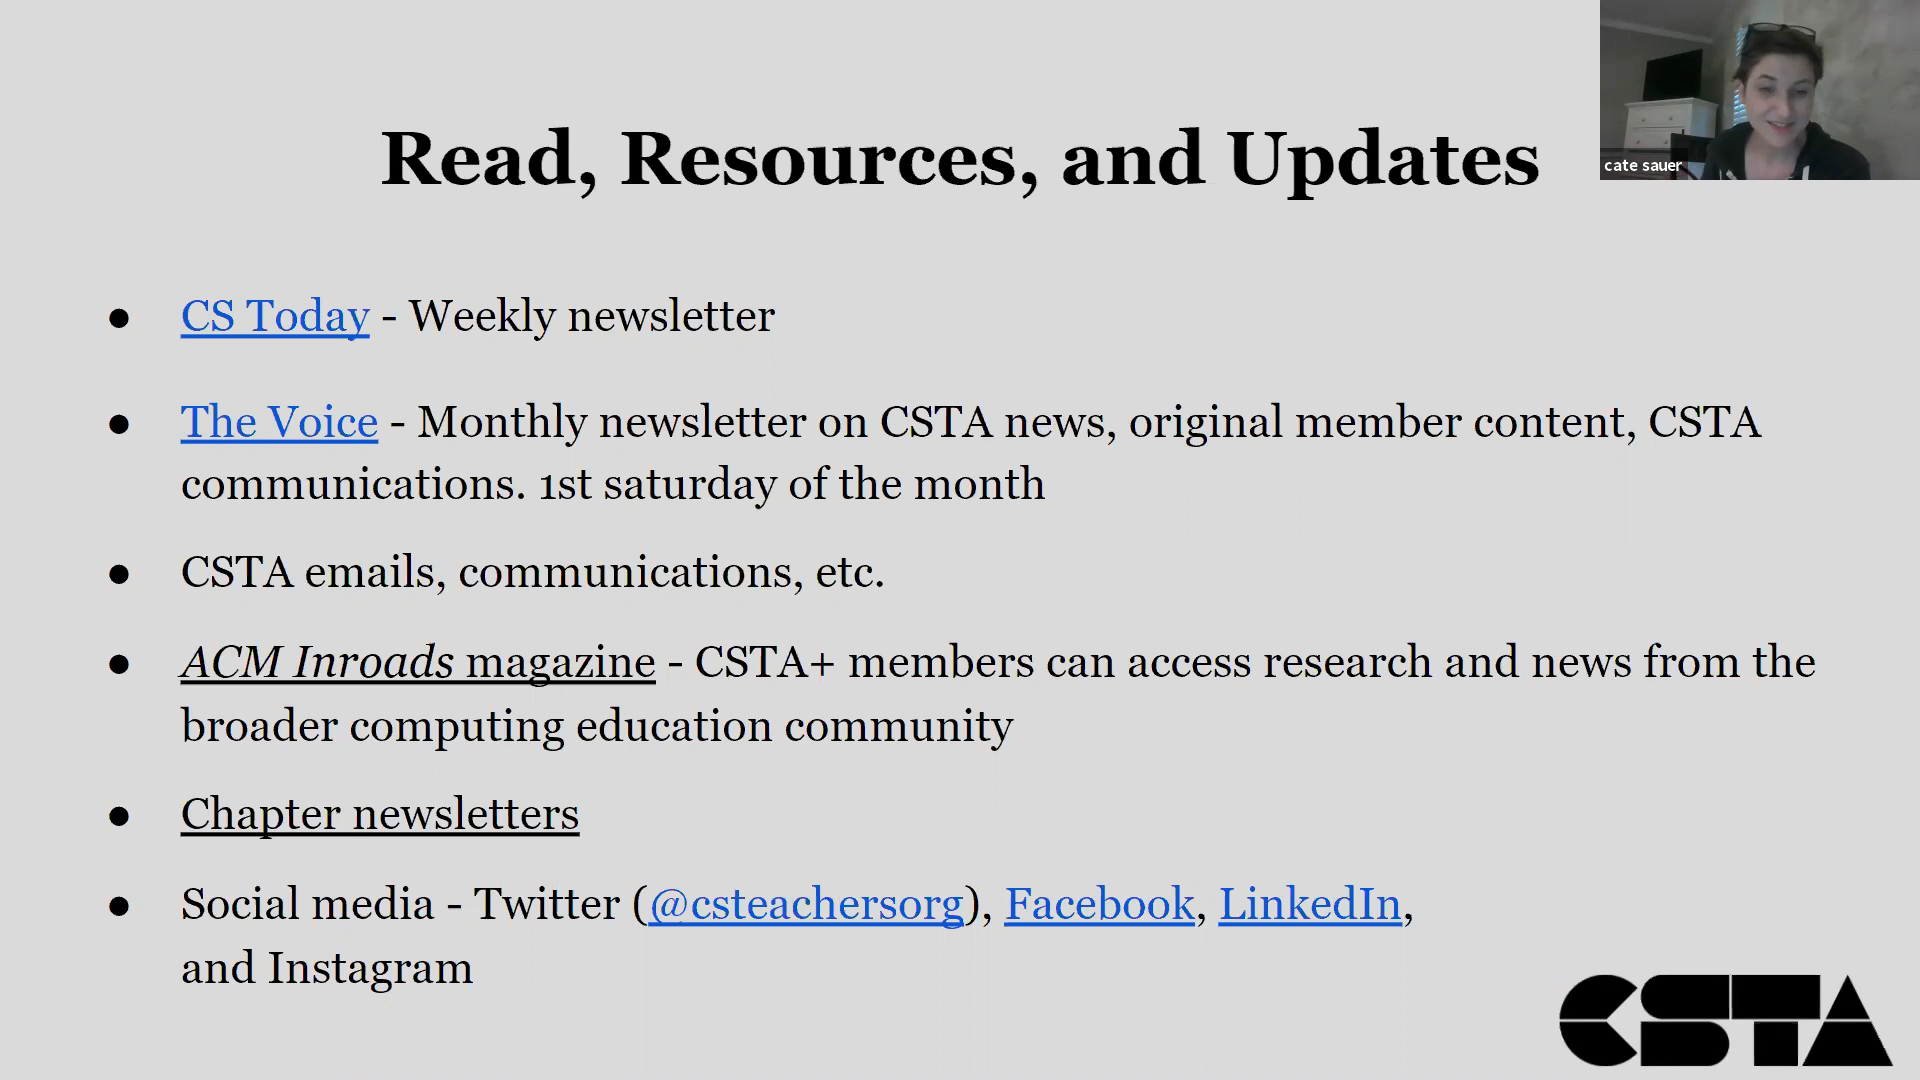 Read, Resources, and Updates
cate sauer
● CS Today - Weekly newsletter
● The Voice - Monthly newsletter on CSTA news, original member content, CSTA
communications. 1st saturday of the month
● CSTA emails, communications, etc.
● ACM Inroads magazine - CSTA+ members can access research and news from the
broader computing education community
● Chapter newsletters
● Social media - Twitter (@csteachersorg), Facebook, LinkedIn,
and Instagram
CSTA